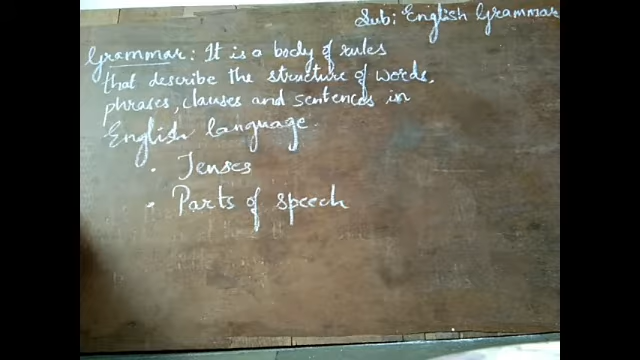 Sub: English Grammar
Grammar: It is a body of rules
that describe the structure of words,
phrases, clauses and sentences in
English language.
• Tenses
• Parts of speech